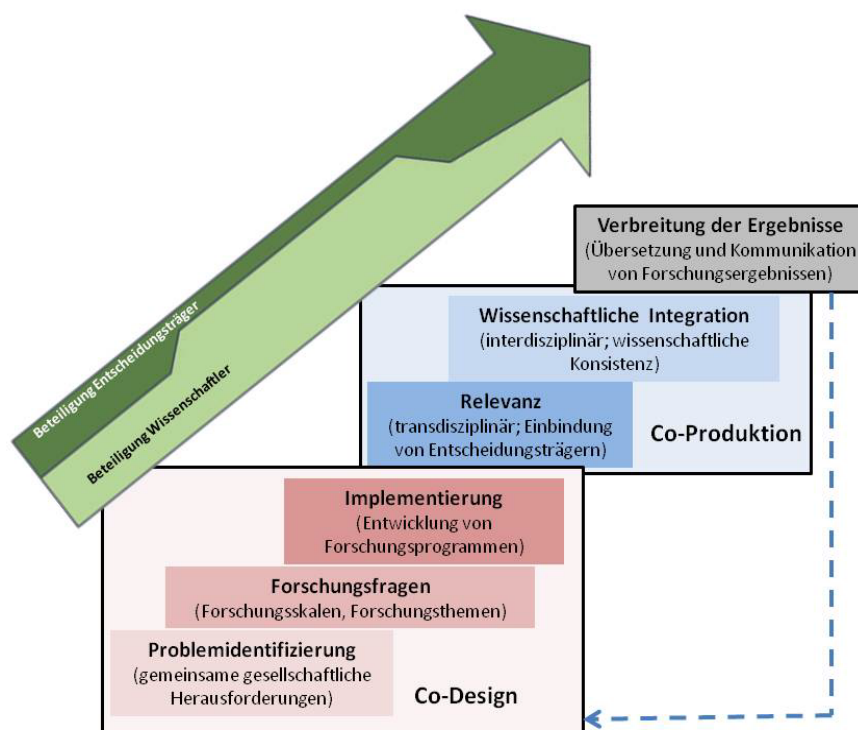 Beteiligung Entscheidungsträger
Beteiligung Wissenschaftler
Verbreitung der Ergebnisse
(Übersetzung und Kommunikation
von Forschungsergebnissen)
Wissenschaftliche Integration
(interdisziplinär; wissenschaftliche
Konsistenz)
Relevanz
(transdisziplinär; Einbindung
von Entscheidungsträgern)
Co-Produktion
Implementierung
(Entwicklung von
Forschungsprogrammen)
Forschungsfragen
(Forschungsskalen, Forschungsthemen)
Problemidentifizierung
(gemeinsame gesellschaftliche
Herausforderungen)
Co-Design